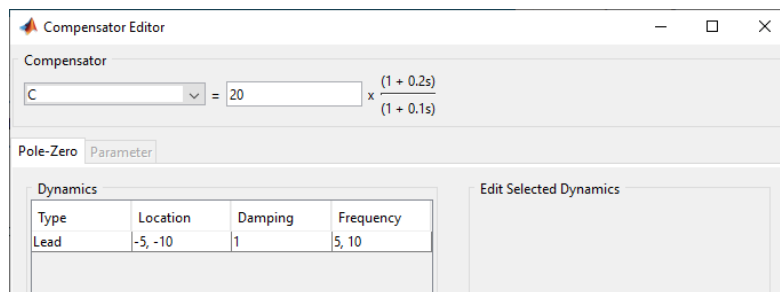 Compensator Editor
Compensator
C = 20 x (1 + 0.2s)
(1 + 0.1s)
Pole-Zero Parameter
Dynamics Edit Selected Dynamics
Type Location Damping Frequency
Lead -5, -10 1 5, 10